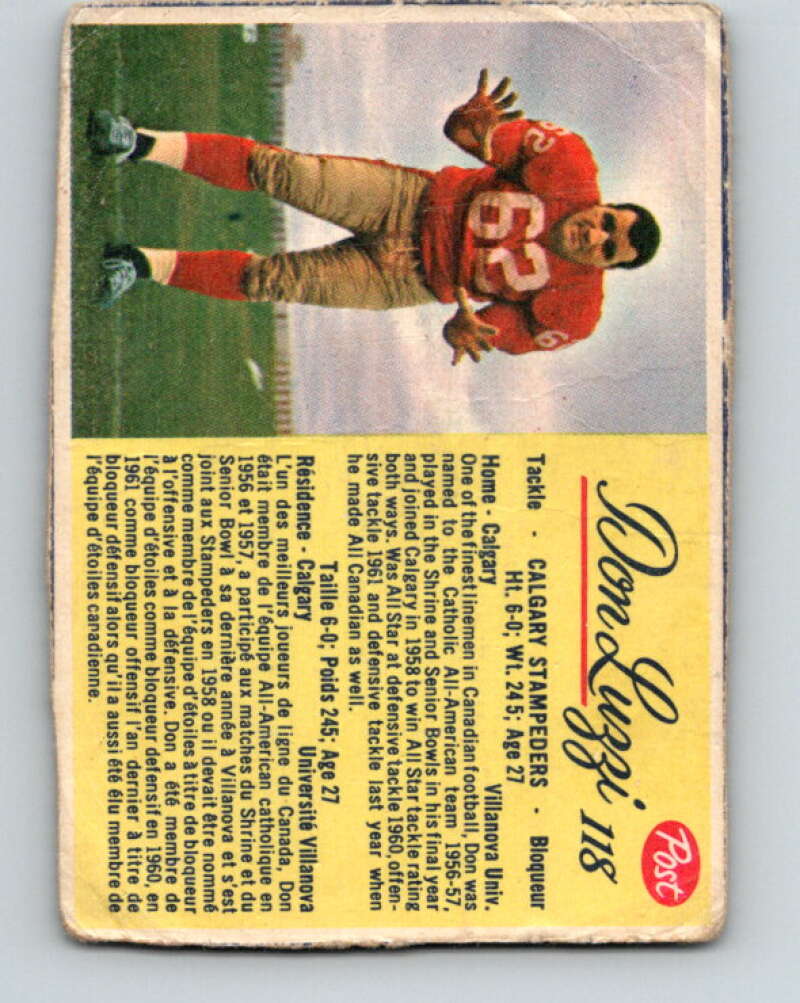 Don Luzzi 118
Post
Tackle - CALGARY STAMPEDERS - Bloqueur
Ht. 6-0; Wt. 245; Age 27
Home - Calgary Villanova Univ.
One of the finest linemen in Canadian football, Don was
named to the Catholic All-American team 1956-57,
played in the Shrine and Senior Bowls in his final year
and joined Calgary in 1958 to win All Star tackle rating
both ways. Was All Star at defensive tackle 1960, offen-
sive tackle 1961 and defensive tackle last year when
he made All Canadian as well.
Taille 6-0; Poids 245; Age 27
Résidence - Calgary Université Villanova
L'un des meilleurs joueurs de ligne du Canada, Don
était membre de l'équipe All-American catholique en
1956 et 1957, a participé aux matches du Shrine et du
Senior Bowl à sa dernière année à Villanova et s'est
joint aux Stampeders en 1958 ou il devait être nommé
comme membre de l'équipe d'étoiles à titre de bloqueur
à l'offensive et à la défensive. Don a été membre de
l'équipe d'étoiles comme bloqueur defensif en 1960, en
1961 comme bloqueur offensif l'an dernier à titre de
bloqueur défensif alors qu'il a aussi été élu membre de
l'équipe d'étoiles canadienne.
62
62
62